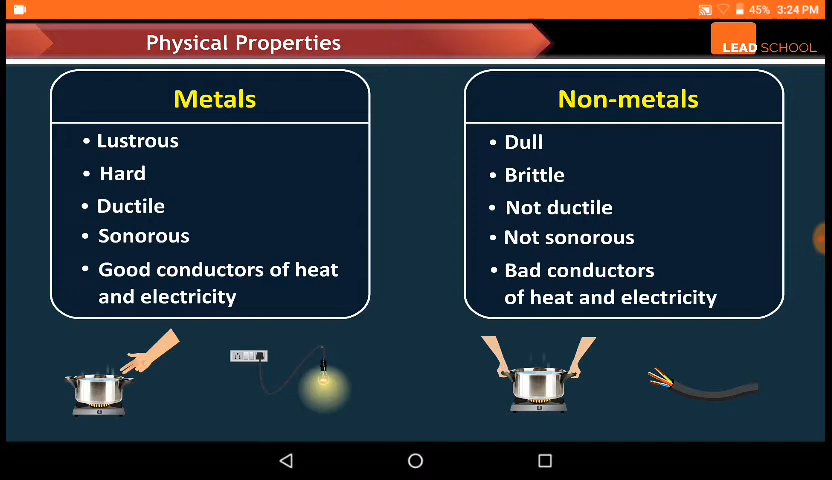 45% 3:24 PM
Physical Properties
LEAD SCHOOL
Metals
• Lustrous
• Hard
• Ductile
• Sonorous
• Good conductors of heat
and electricity
Non-metals
• Dull
• Brittle
• Not ductile
• Not sonorous
• Bad conductors
of heat and electricity